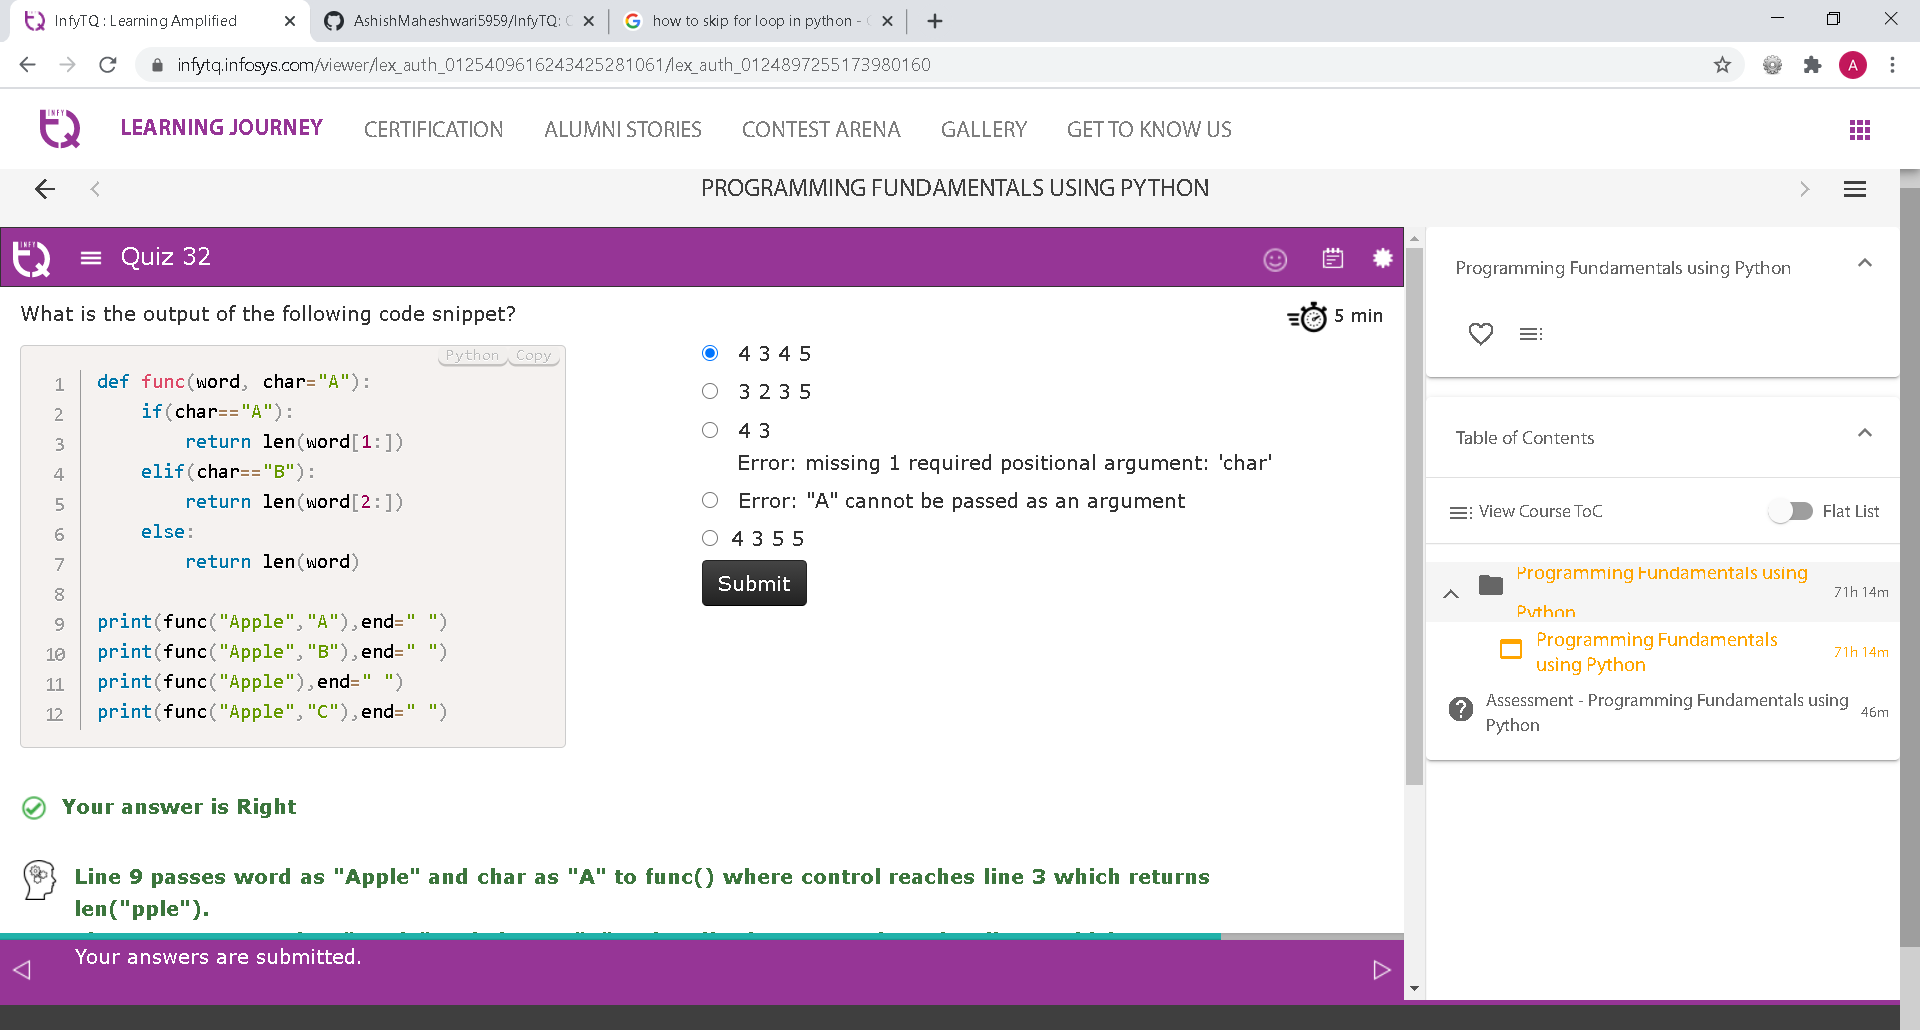 InfyTQ : Learning Amplified
AshishMaheshwari5959/InfyTQ:
how to skip for loop in python -
infytq.infosys.com/viewer/lex_auth_0125409616243425281061/lex_auth_0124897255173980160
A
INFY TQ
LEARNING JOURNEY
CERTIFICATION
ALUMNI STORIES
CONTEST ARENA
GALLERY
GET TO KNOW US
PROGRAMMING FUNDAMENTALS USING PYTHON
INFY TQ
Quiz 32
What is the output of the following code snippet?
5 min
Python Copy
1 def func(word, char="A"):
2     if(char=="A"):
3         return len(word[1:])
4     elif(char=="B"):
5         return len(word[2:])
6     else:
7         return len(word)
8
9 print(func("Apple","A"),end=" ")
10 print(func("Apple","B"),end=" ")
11 print(func("Apple"),end=" ")
12 print(func("Apple","C"),end=" ")
4 3 4 5
3 2 3 5
4 3
Error: missing 1 required positional argument: 'char'
Error: "A" cannot be passed as an argument
4 3 5 5
Submit
Your answer is Right
Line 9 passes word as "Apple" and char as "A" to func() where control reaches line 3 which returns
len("pple").
Your answers are submitted.
Programming Fundamentals using Python
Table of Contents
View Course ToC
Flat List
Programming Fundamentals using
Python
71h 14m
Programming Fundamentals
using Python
71h 14m
Assessment - Programming Fundamentals using
Python
46m